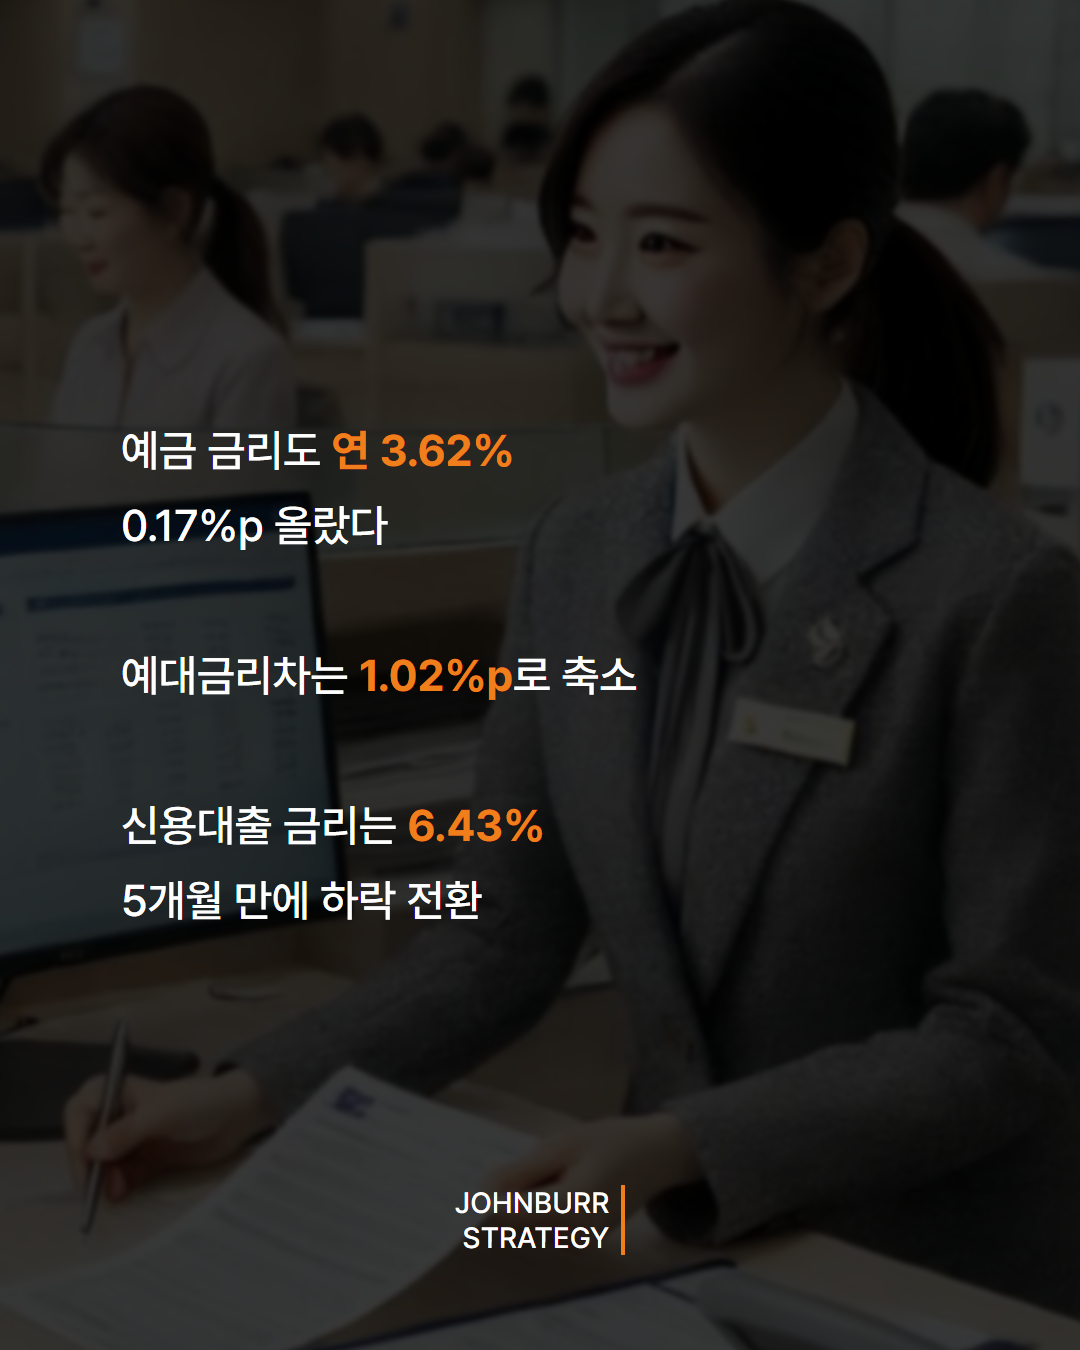 예금 금리도 연 3.62%
0.17%p 올랐다
예대금리차는 1.02%p로 축소
신용대출 금리는 6.43%
5개월 만에 하락 전환
JOHNBURR
STRATEGY